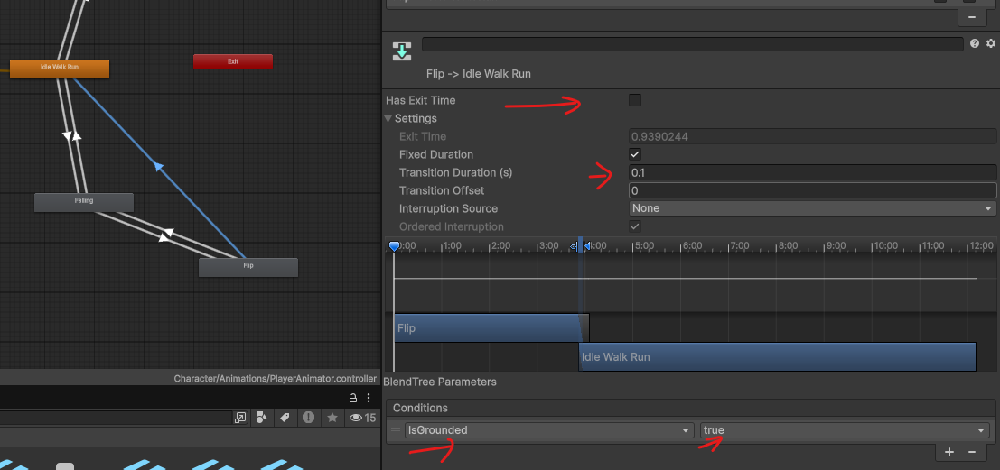 Idle Walk Run
Exit
Falling
Flip
Character/Animations/PlayerAnimator.controller
15
Flip -> Idle Walk Run
Has Exit Time
Settings
Exit Time
0.9390244
Fixed Duration
Transition Duration (s)
0.1
Transition Offset
0
Interruption Source
None
Ordered Interruption
0:00 1:00 2:00 3:00 4:00 5:00 6:00 7:00 8:00 9:00 10:00 11:00 12:00
Flip
Idle Walk Run
BlendTree Parameters
Conditions
IsGrounded
true